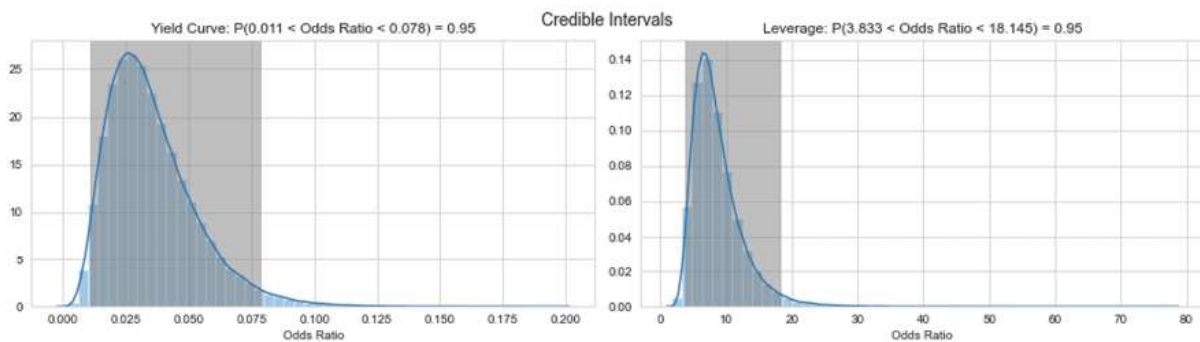 Credible Intervals
Yield Curve: P(0.011 < Odds Ratio < 0.078) = 0.95
25
20
15
10
5
0
0.000 0.025 0.050 0.075 0.100 0.125 0.150 0.175 0.200
Odds Ratio
Leverage: P(3.833 < Odds Ratio < 18.145) = 0.95
0.14
0.12
0.10
0.08
0.06
0.04
0.02
0.00
0 10 20 30 40 50 60 70 80
Odds Ratio